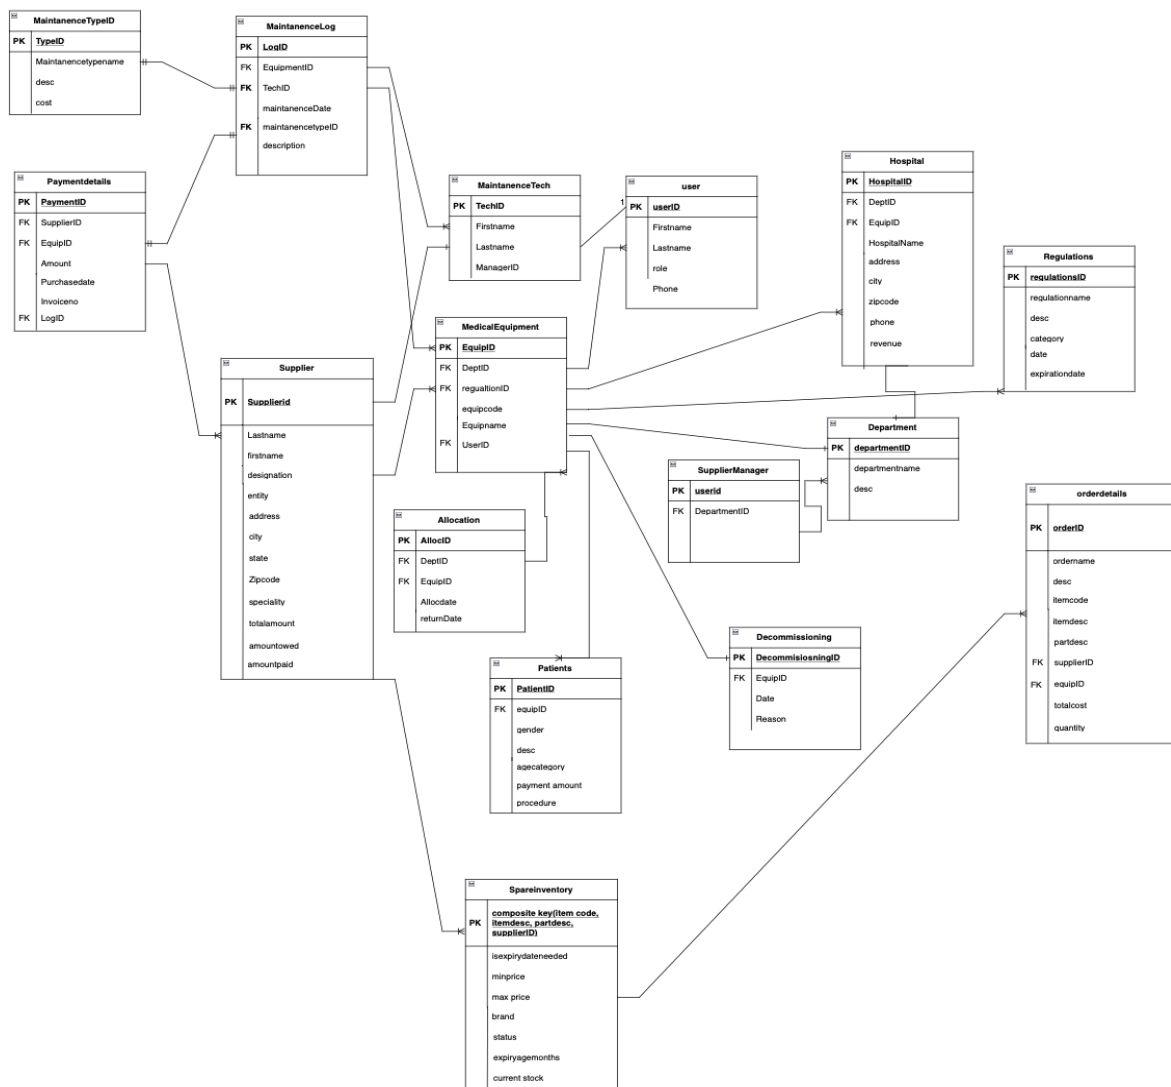 MaintanenceTypeID
PK TypeID
Maintanencetypename
desc
cost
MaintanenceLog
PK LogID
FK EquipmentID
FK TechID
maintanenceDate
FK maintanencetypeID
description
Paymentdetails
PK PaymentID
FK SupplierID
FK EquipID
Amount
Purchasedate
Invoiceno
FK LogID
MaintanenceTech
PK TechID
Firstname
Lastname
ManagerID
1
user
PK userID
Firstname
Lastname
role
Phone
Hospital
PK HospitalID
FK DeptID
FK EquipID
HospitalName
address
city
zipcode
phone
revenue
Regulations
PK regulationsID
regulationname
desc
category
date
expirationdate
Supplier
PK Supplierid
Lastname
firstname
designation
entity
address
city
state
Zipcode
speciality
totalamount
amountowed
amountpaid
MedicalEquipment
PK EquipID
FK DeptID
FK regualtionID
equipcode
Equipname
FK UserID
Department
PK departmentID
departmentname
desc
SupplierManager
PK userid
FK DepartmentID
Allocation
PK AllocID
FK DeptID
FK EquipID
Allocdate
returnDate
orderdetails
PK orderID
ordername
desc
itemcode
itemdesc
partdesc
FK supplierID
FK equipID
totalcost
quantity
Decommissioning
PK DecommisiosningID
FK EquipID
Date
Reason
Patients
PK PatientID
FK equipID
gender
desc
agecategory
payment amount
procedure
Spareinventory
PK composite key(item code,
itemdesc, partdesc,
supplierID)
isexpirydateneeded
minprice
max price
brand
status
expiryagemonths
current stock